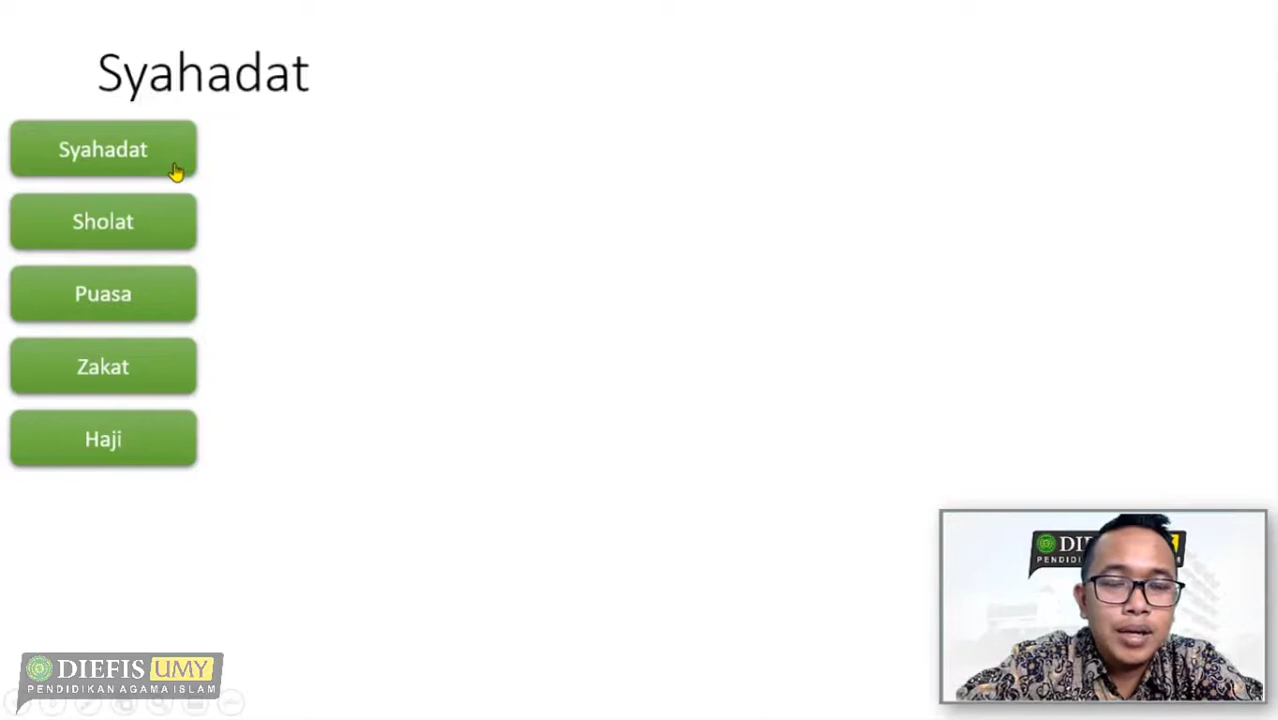 Syahadat
Syahadat
Sholat
Puasa
Zakat
Haji
DIEFIS UMY
PENDIDIKAN AGAMA ISLAM